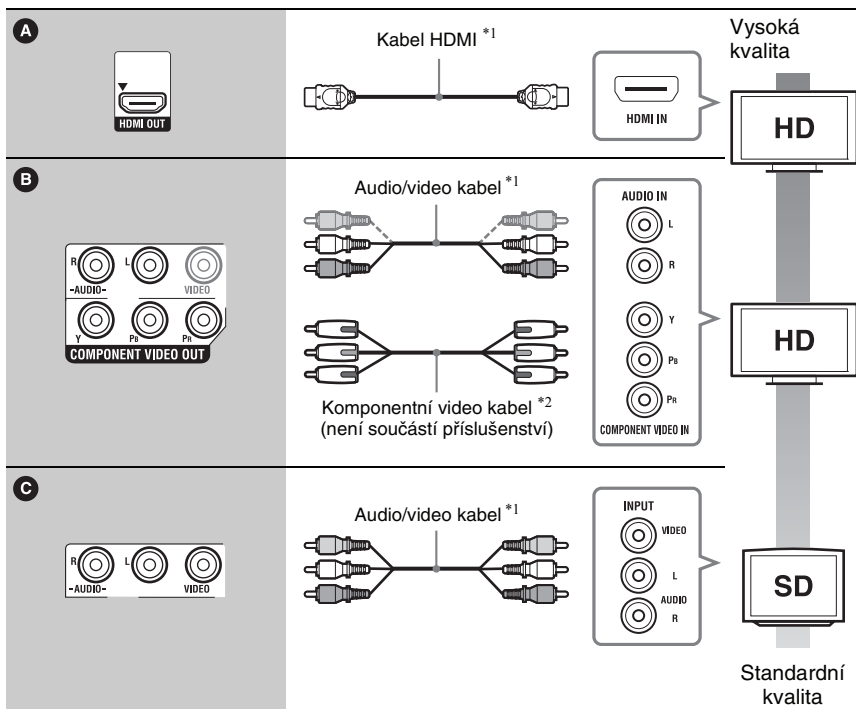 A
Kabel HDMI *1
HDMI OUT
HDMI IN
Vysoká
kvalita
HD
B
Audio/video kabel *1
R
L
-AUDIO-
VIDEO
Y
PB
PR
COMPONENT VIDEO OUT
Komponentní video kabel *2
(není součástí příslušenství)
AUDIO IN
L
R
Y
PB
PR
COMPONENT VIDEO IN
HD
C
Audio/video kabel *1
R
L
-AUDIO-
VIDEO
INPUT
VIDEO
L
AUDIO
R
SD
Standardní
kvalita